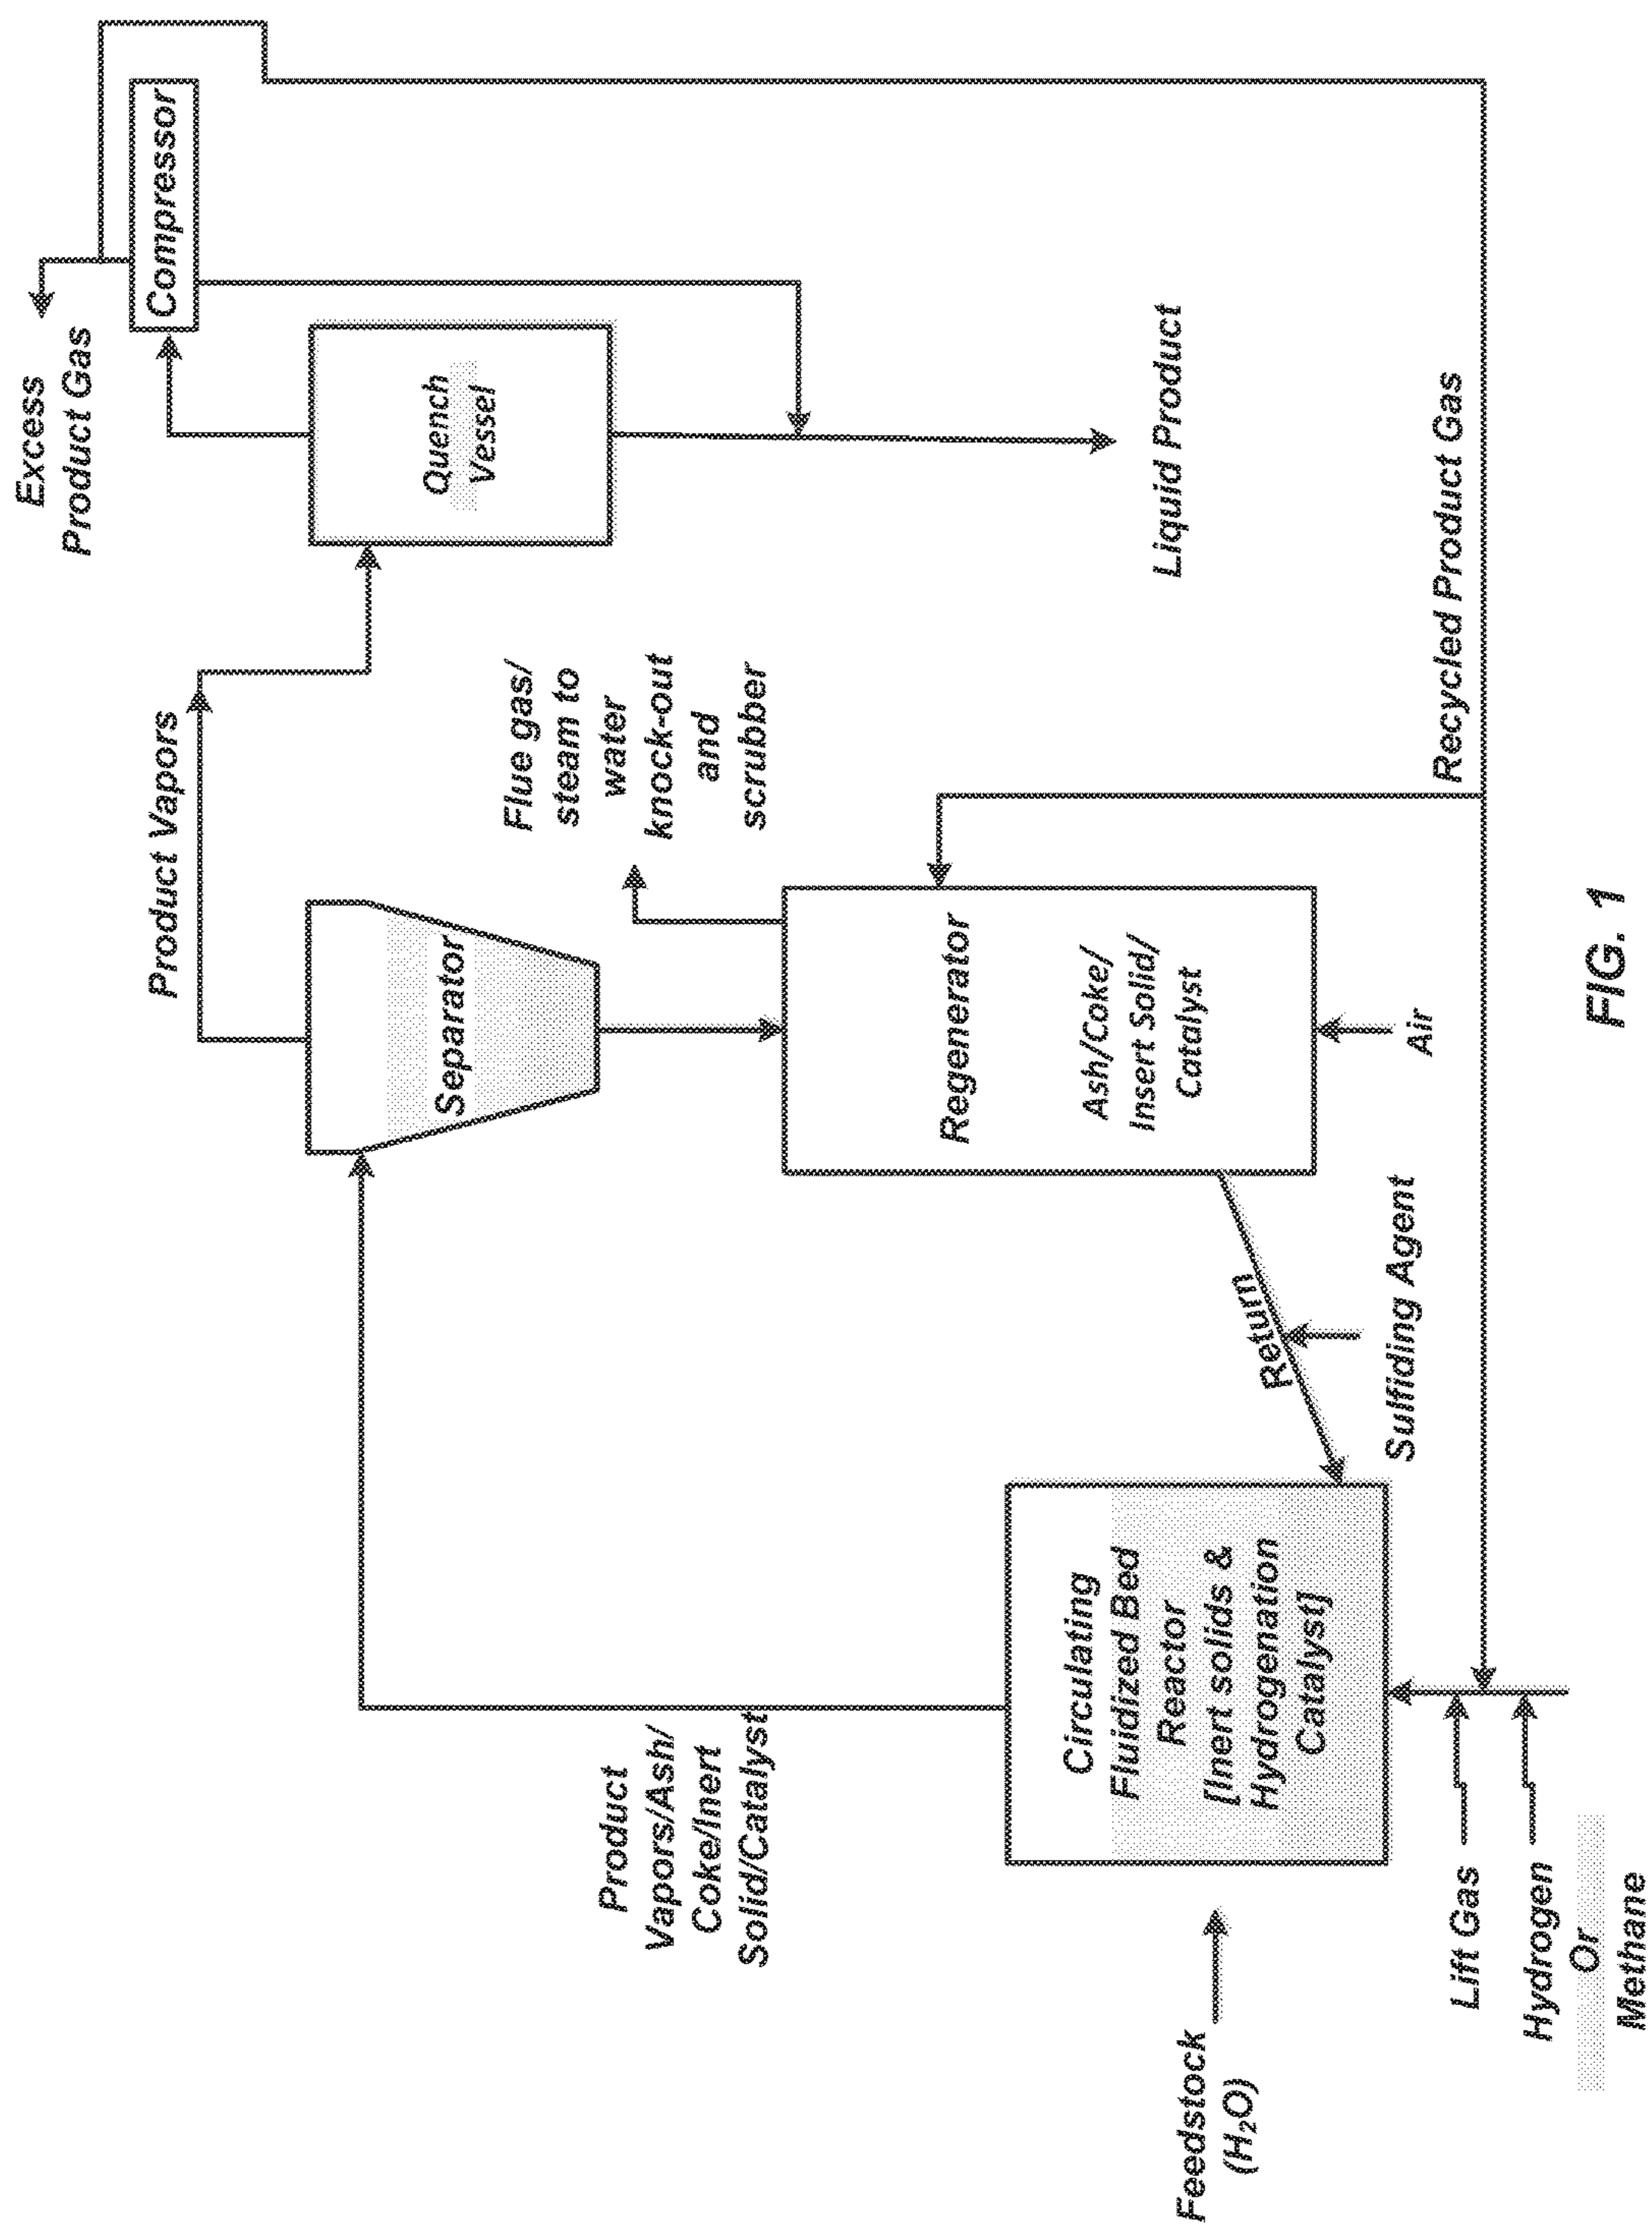 Excess
Product Gas
Compressor
Product Vapors
Quench
Vessel
Separator
Flue gas/
steam to
water
knock-out
and
scrubber
Product
Vapors/Ash/
Coke/Inert
Solid/Catalyst
Regenerator
Ash/Coke/
Insert Solid/
Catalyst
Liquid Product
Circulating
Fluidized Bed
Reactor
[Inert solids &
Hydrogenation
Catalyst]
Return
Feedstock
(H₂O)
Air
Sulfiding Agent
Recycled Product Gas
Lift Gas
Hydrogen
Or
Methane
FIG. 1